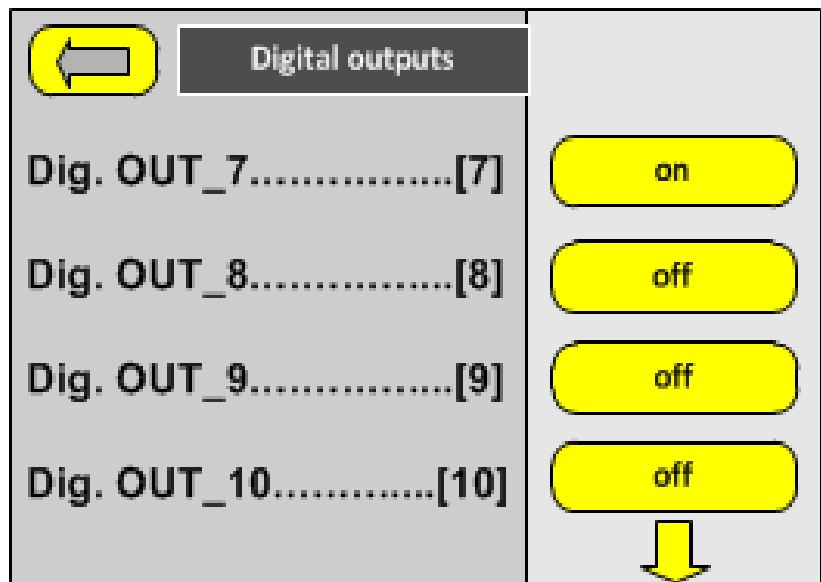 Digital outputs
Dig. OUT_7................[7] on
Dig. OUT_8................[8] off
Dig. OUT_9................[9] off
Dig. OUT_10.............[10] off